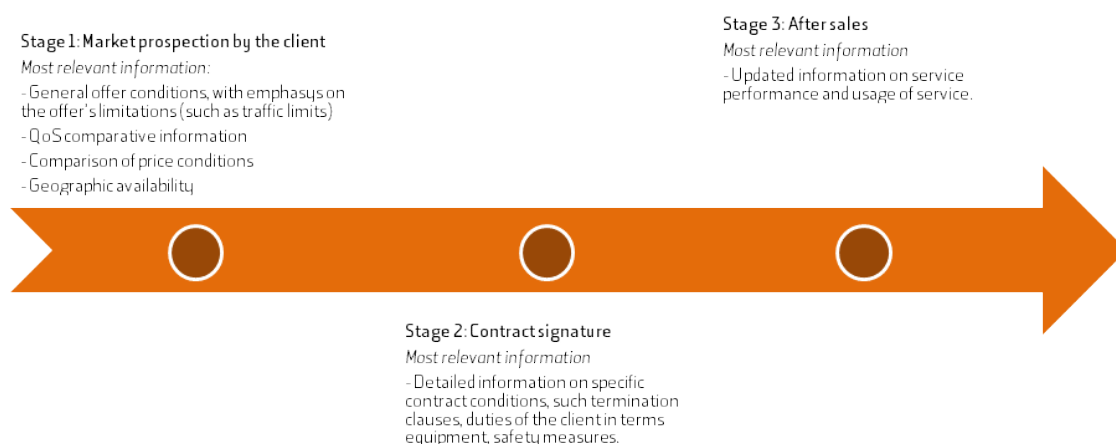 Stage 1: Market prospection by the client
Most relevant information:
- General offer conditions, with emphasys on
the offer's limitations (such as traffic limits)
- QoS comparative information
- Comparison of price conditions
- Geographic availability
Stage 2: Contract signature
Most relevant information
- Detailed information on specific
contract conditions, such termination
clauses, duties of the client in terms
equipment, safety measures.
Stage 3: After sales
Most relevant information
- Updated information on service
performance and usage of service.